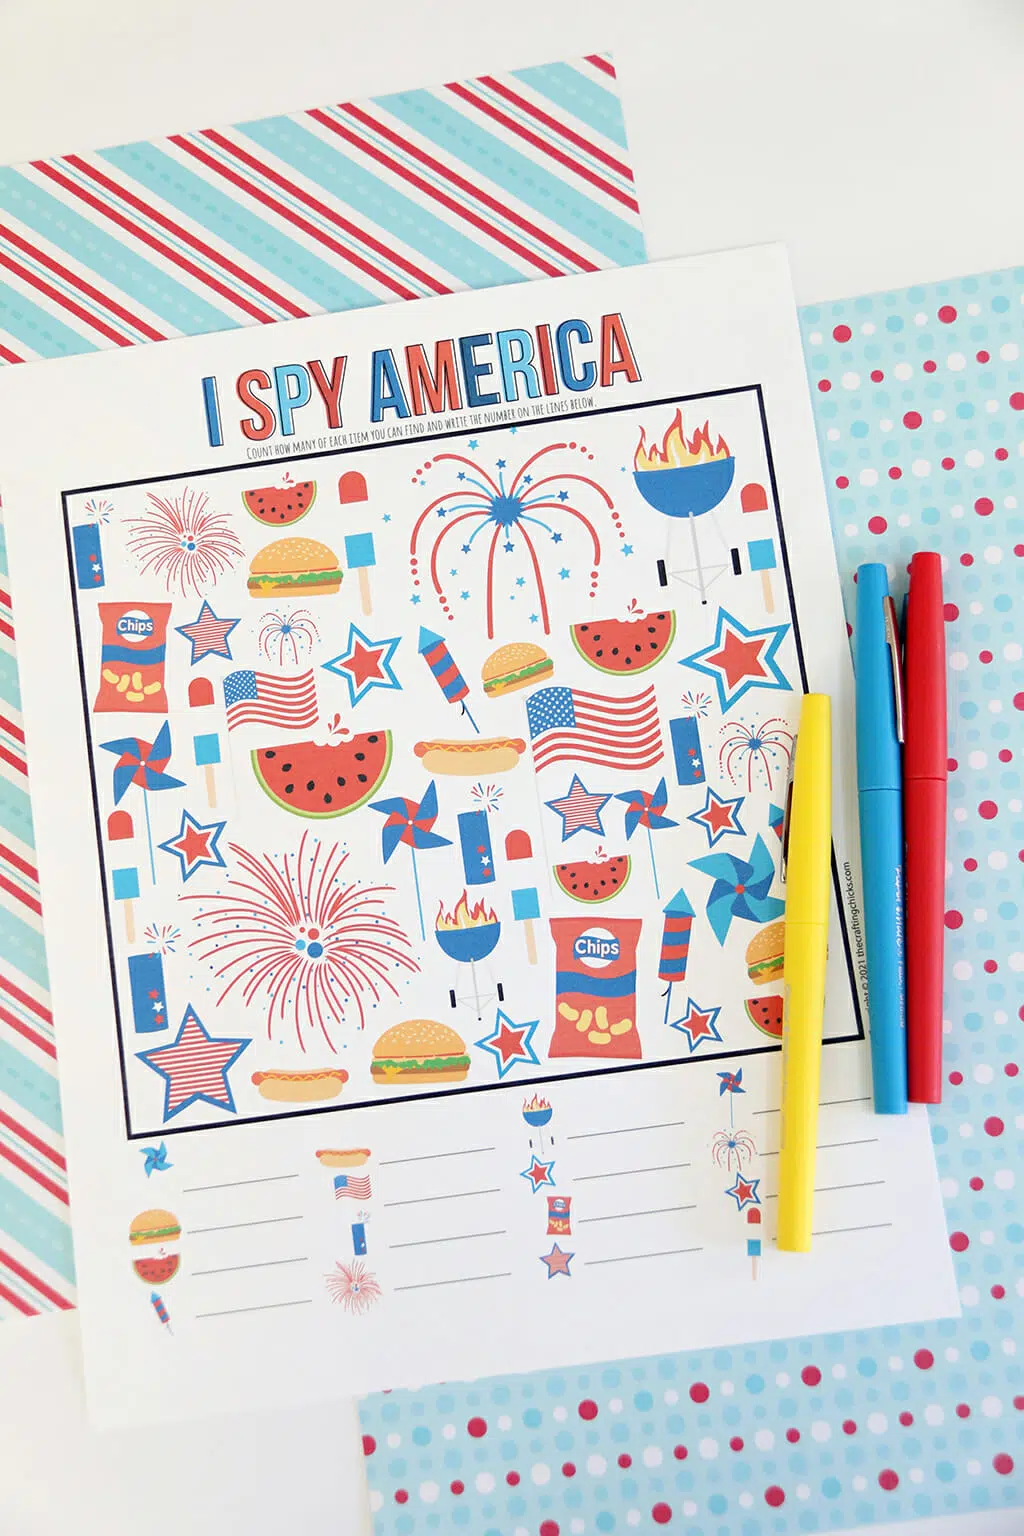 I SPY AMERICA
COUNT HOW MANY OF EACH ITEM YOU CAN FIND AND WRITE THE NUMBER ON THE LINES BELOW.
Chips
Chips
© 2021 thecraftingchicks.com